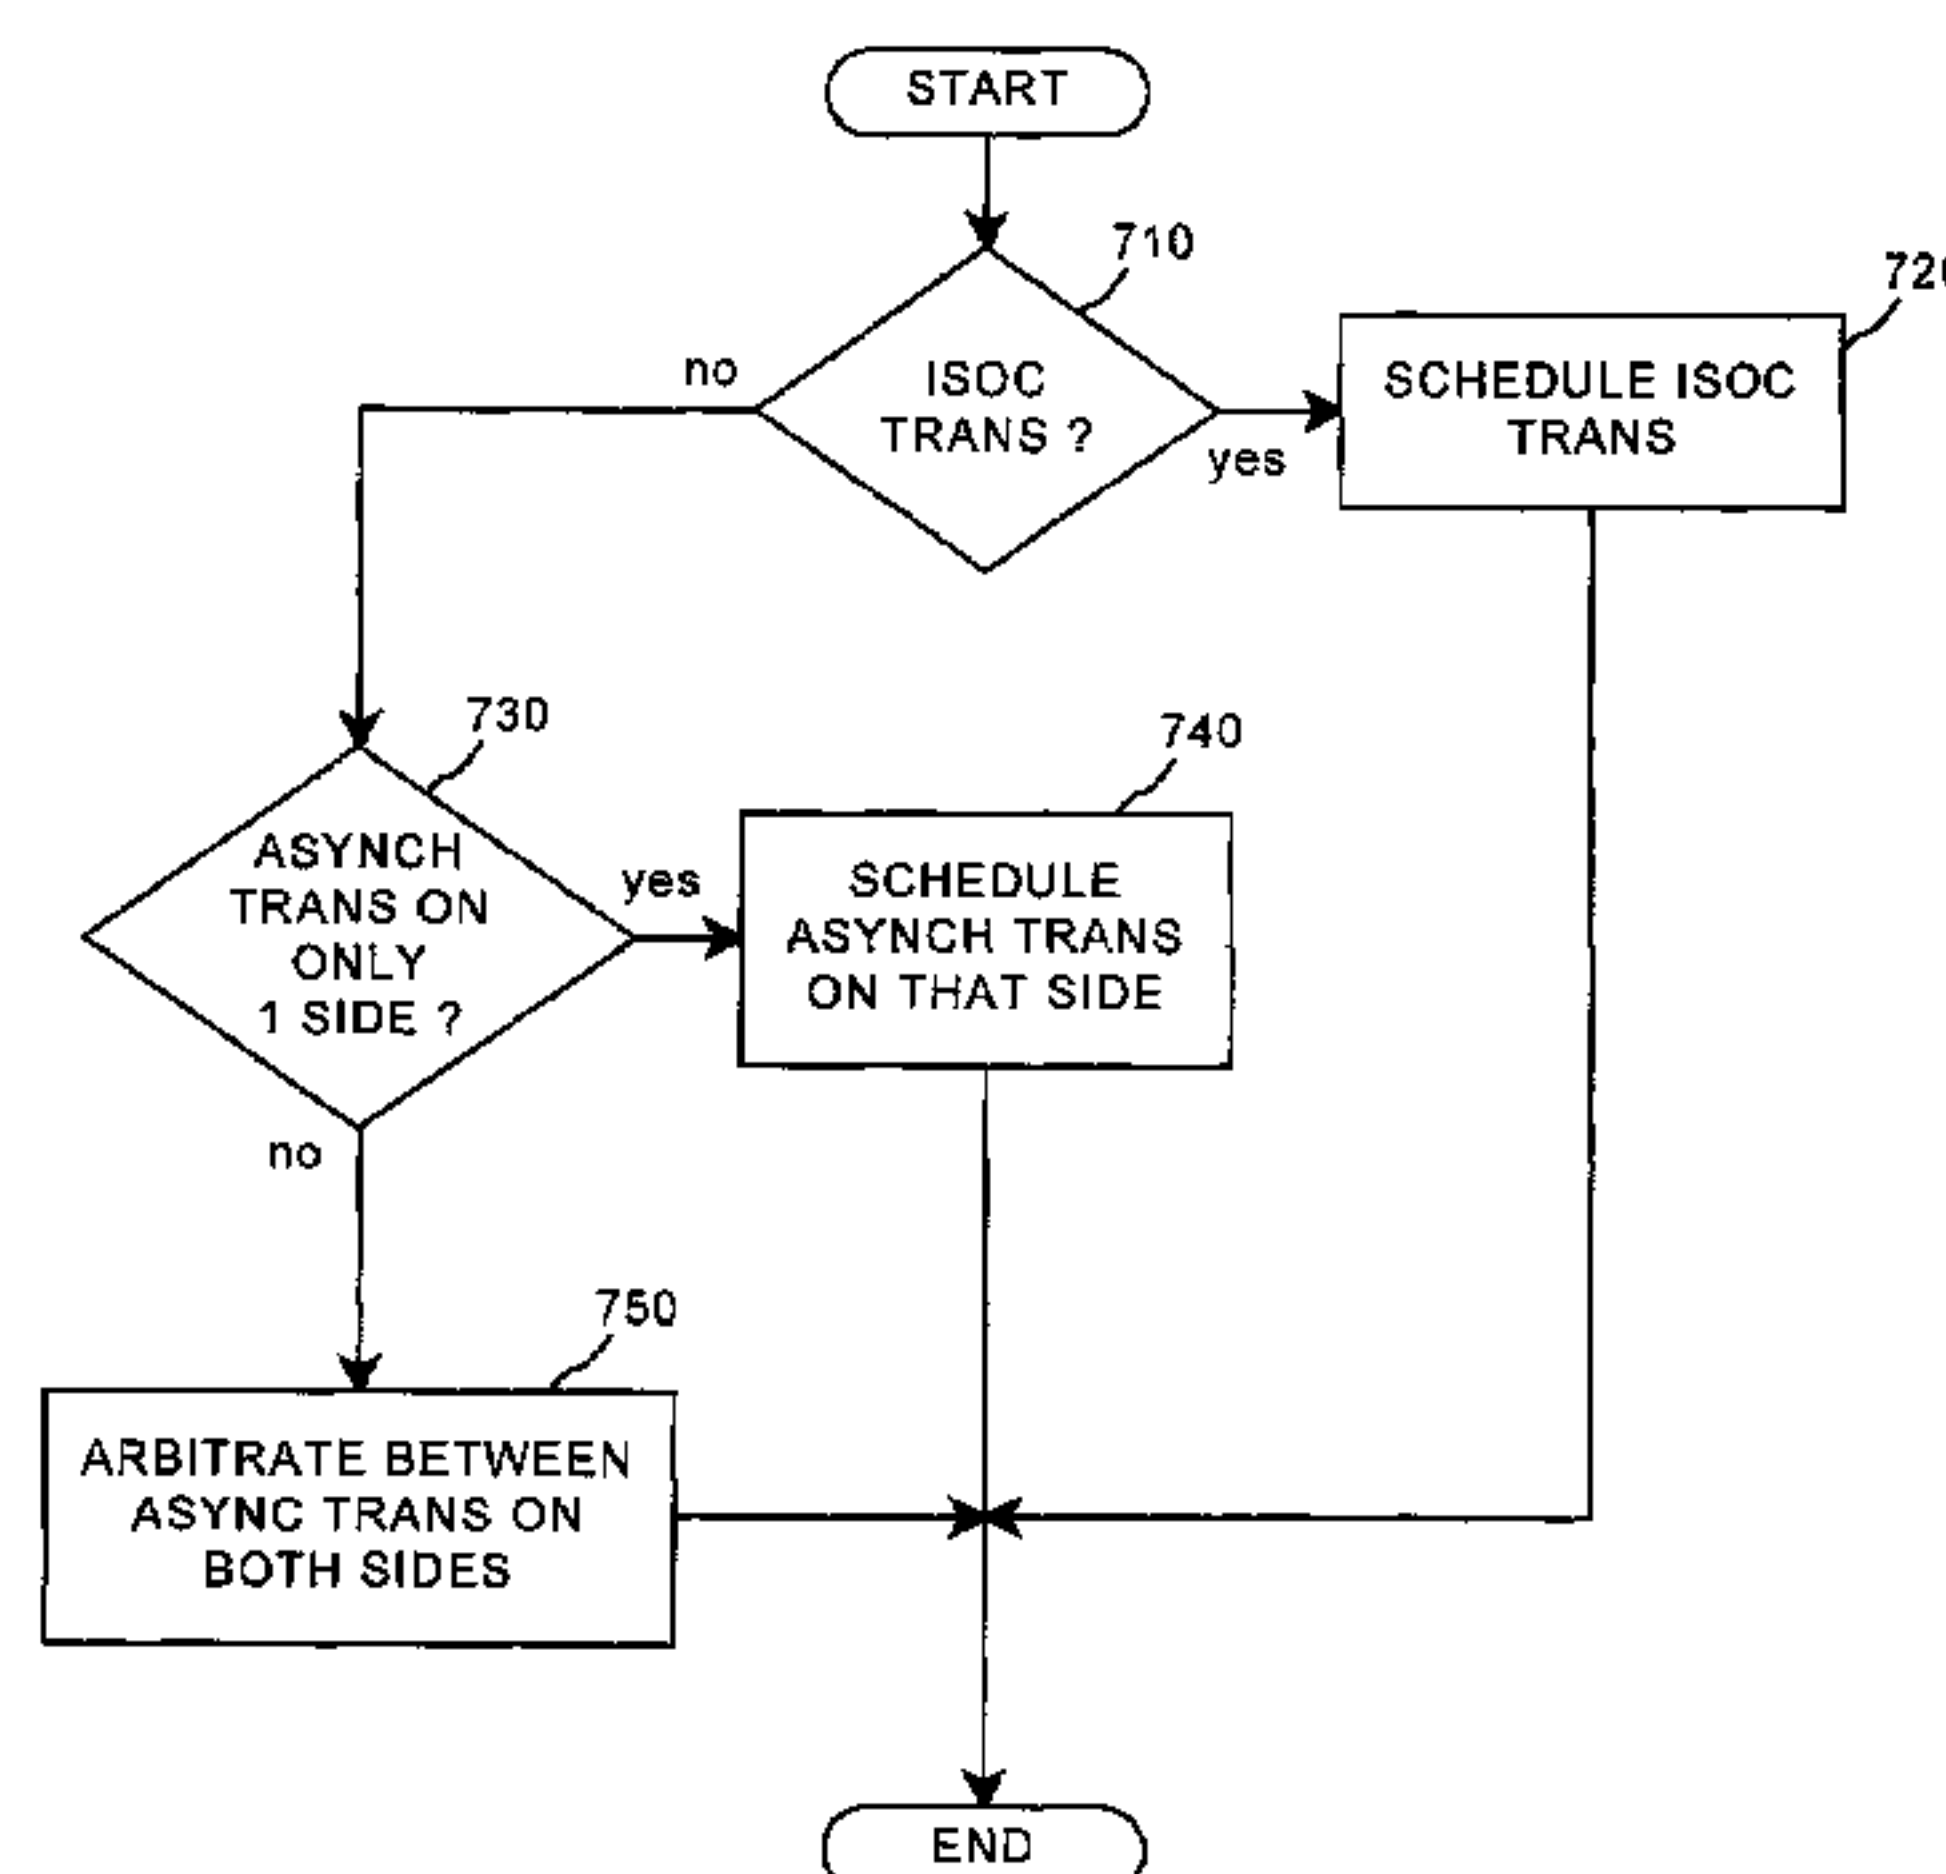 START
710
720
no
ISOC
TRANS ?
yes
SCHEDULE ISOC
TRANS
730
740
ASYNCH
TRANS ON
ONLY
1 SIDE ?
yes
SCHEDULE
ASYNCH TRANS
ON THAT SIDE
no
750
ARBITRATE BETWEEN
ASYNC TRANS ON
BOTH SIDES
END